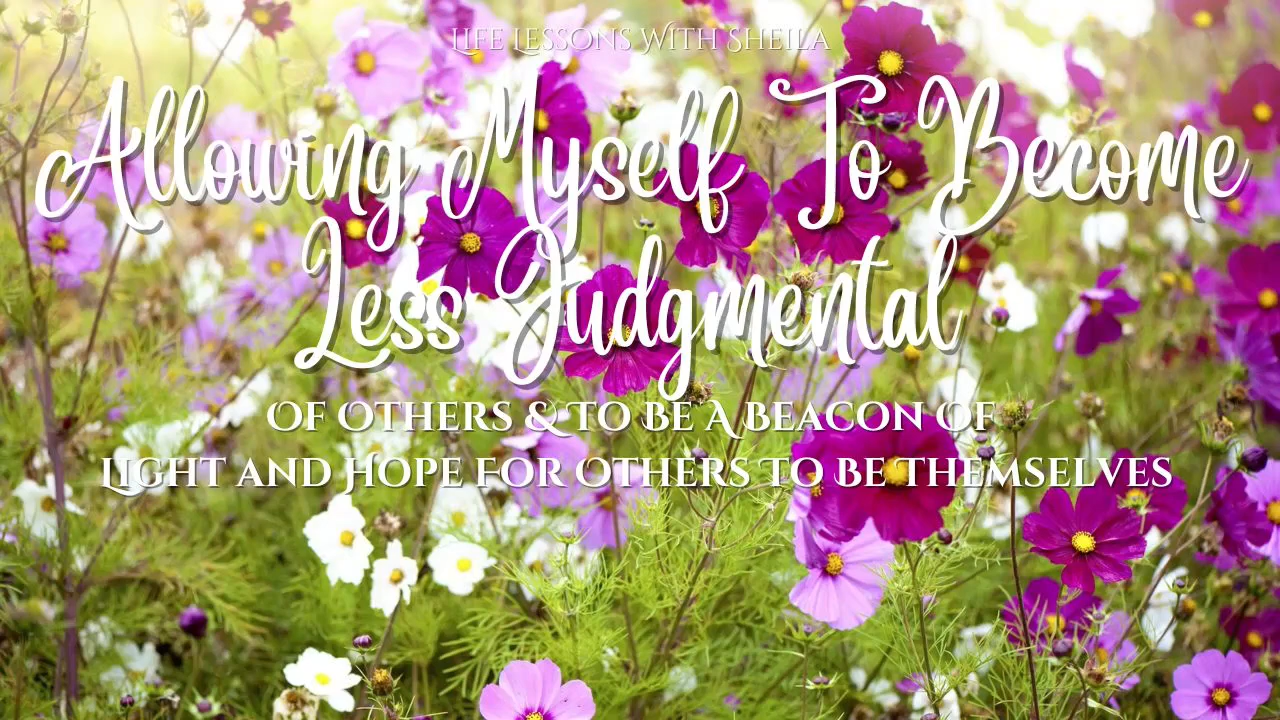 Life Lessons With Sheila
Allowing Myself To Become
Less Judgmental
Of Others & To Be A Beacon Of
Light and Hope For Others To Be Themselves